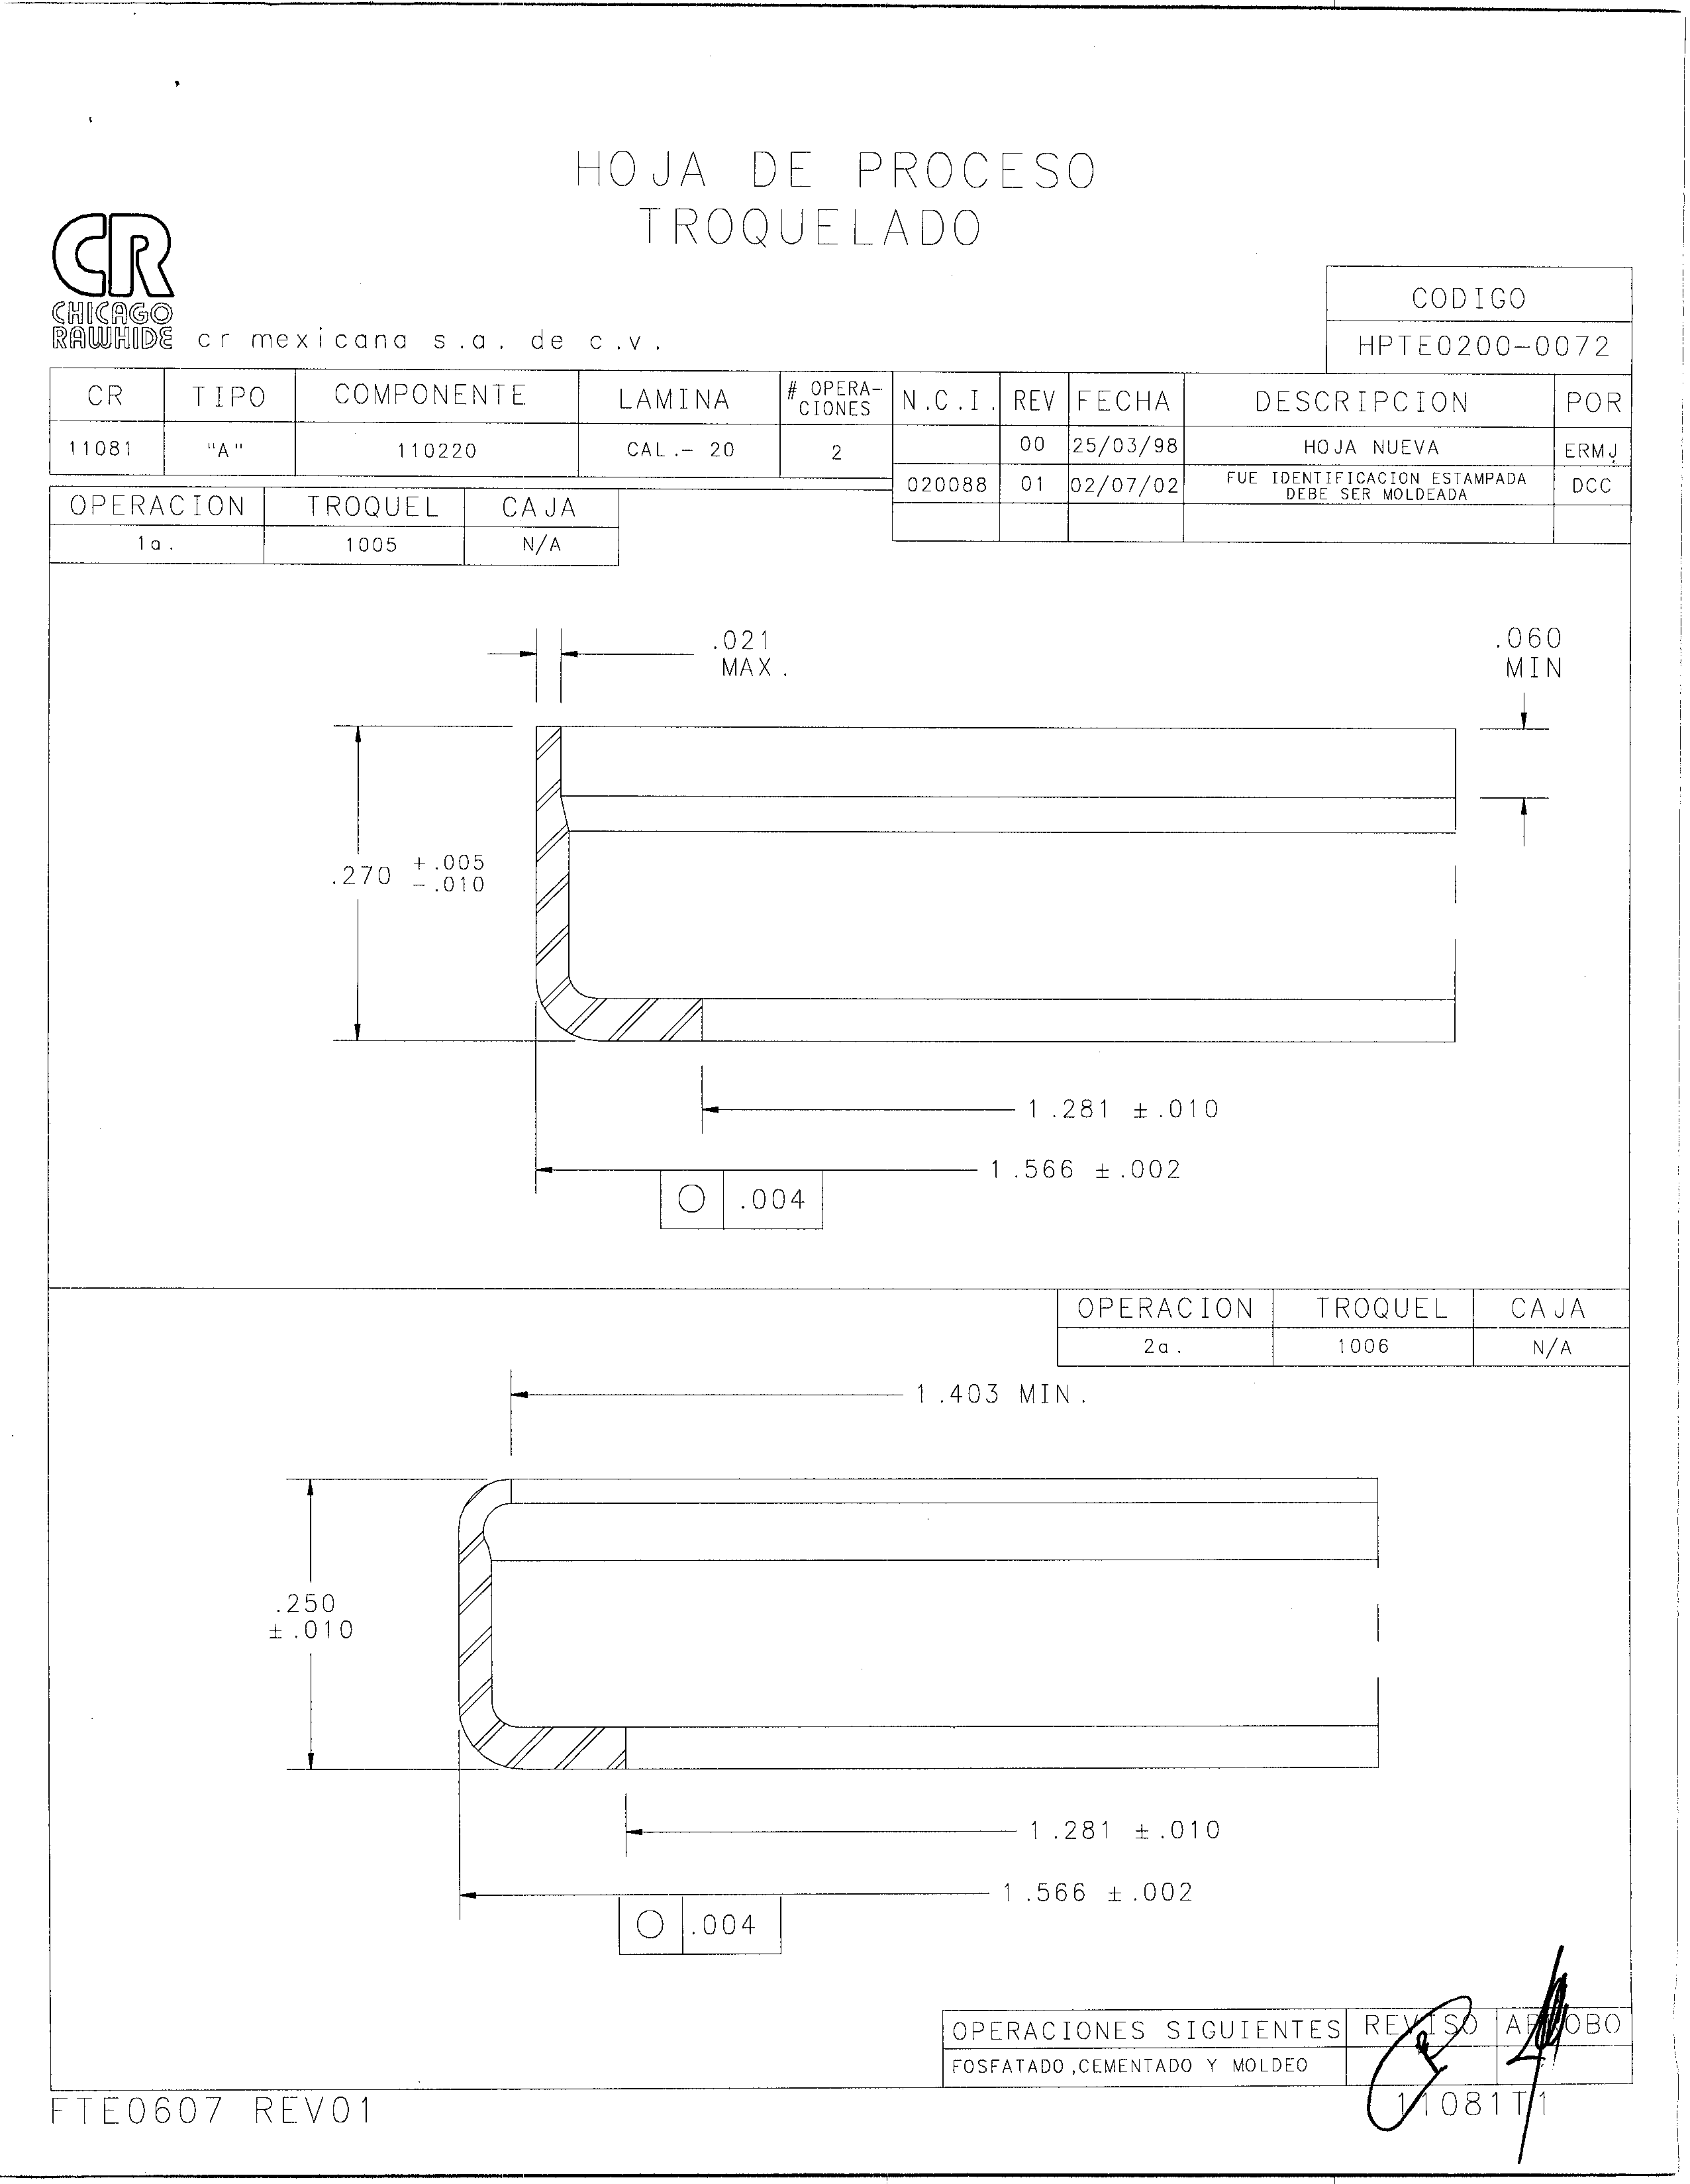 HOJA DE PROCESO
TROQUELADO
CR
CHICAGO
RAWHIDE
cr mexicana s.a. de c.v.
CODIGO
HPTE0200-0072
CR TIPO COMPONENTE LAMINA # OPERA-CIONES N.C.I. REV FECHA DESCRIPCION POR
11081 "A" 110220 CAL.- 20 2 00 25/03/98 HOJA NUEVA ERMJ
020088 01 02/07/02 FUE IDENTIFICACION ESTAMPADA
DEBE SER MOLDEADA DCC
OPERACION TROQUEL CAJA
1a. 1005 N/A
.021
MAX.
.060
MIN
.270 +.005
-.010
1.281 ±.010
1.566 ±.002
○ .004
OPERACION TROQUEL CAJA
2a. 1006 N/A
1.403 MIN.
.250
±.010
1.281 ±.010
1.566 ±.002
○ .004
OPERACIONES SIGUIENTES REVISO APROBO
FOSFATADO,CEMENTADO Y MOLDEO
FTE0607 REV01
11081T1